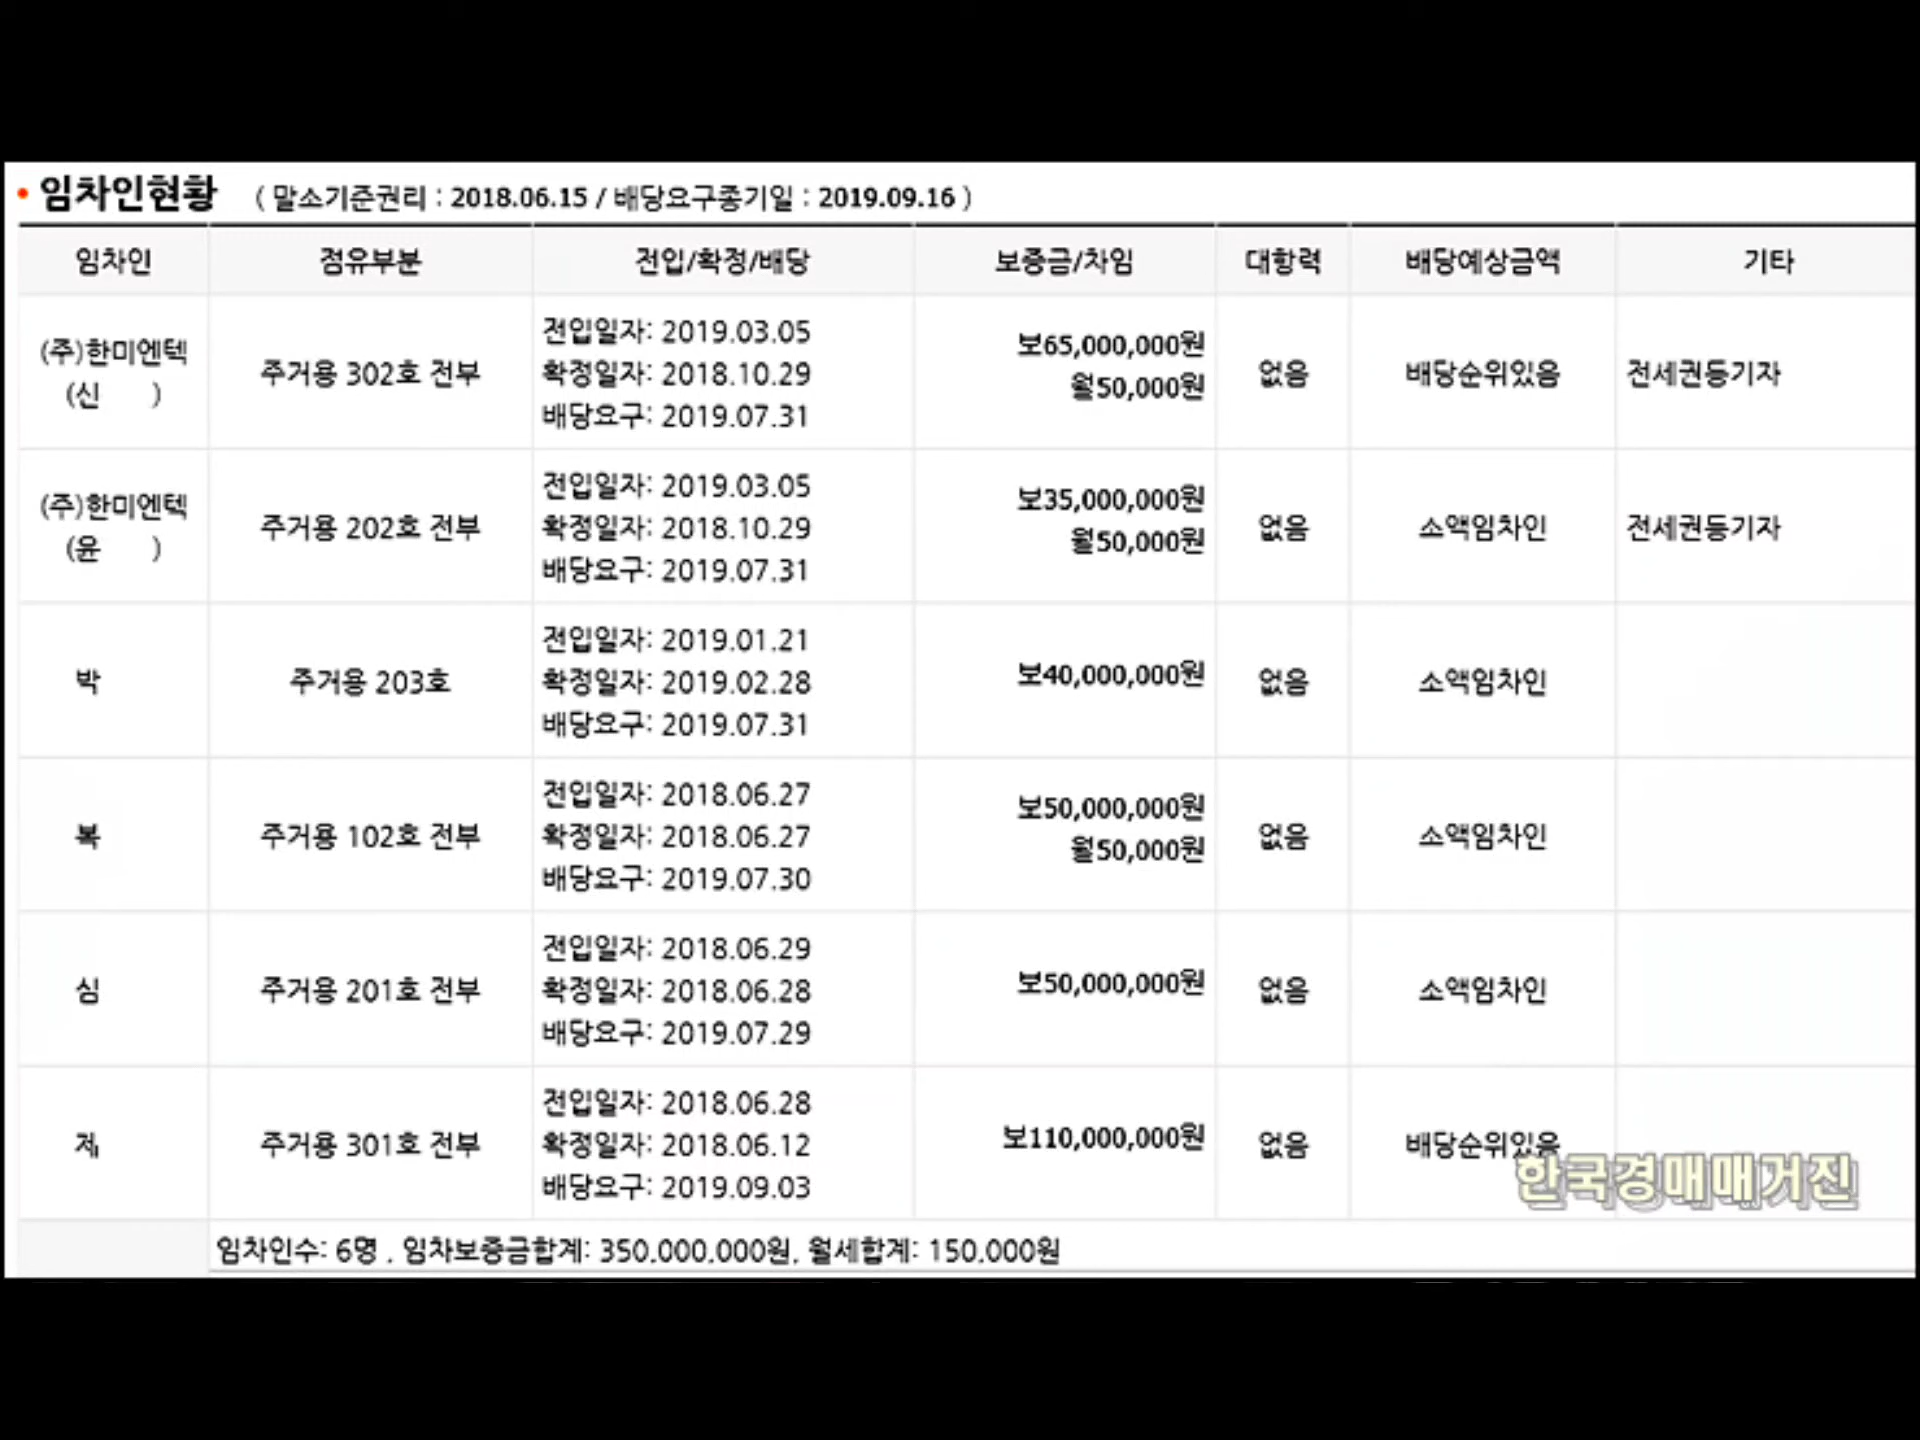 • 임차인현황 ( 말소기준권리 : 2018.06.15 / 배당요구종기일 : 2019.09.16 )
임차인 점유부분 전입/확정/배당 보증금/차임 대항력 배당예상금액 기타
(주)한미엔텍
(신 )
주거용 302호 전부
전입일자: 2019.03.05
확정일자: 2018.10.29
배당요구: 2019.07.31
보65,000,000원
월50,000원
없음
배당순위있음
전세권등기자
(주)한미엔텍
(윤 )
주거용 202호 전부
전입일자: 2019.03.05
확정일자: 2018.10.29
배당요구: 2019.07.31
보35,000,000원
월50,000원
없음
소액임차인
전세권등기자
박
주거용 203호
전입일자: 2019.01.21
확정일자: 2019.02.28
배당요구: 2019.07.31
보40,000,000원
없음
소액임차인
복
주거용 102호 전부
전입일자: 2018.06.27
확정일자: 2018.06.27
배당요구: 2019.07.30
보50,000,000원
월50,000원
없음
소액임차인
심
주거용 201호 전부
전입일자: 2018.06.29
확정일자: 2018.06.28
배당요구: 2019.07.29
보50,000,000원
없음
소액임차인
제
주거용 301호 전부
전입일자: 2018.06.28
확정일자: 2018.06.12
배당요구: 2019.09.03
보110,000,000원
없음
배당순위있음
한국경매매거진
임차인수: 6명 , 임차보증금합계: 350,000,000원, 월세합계: 150,000원